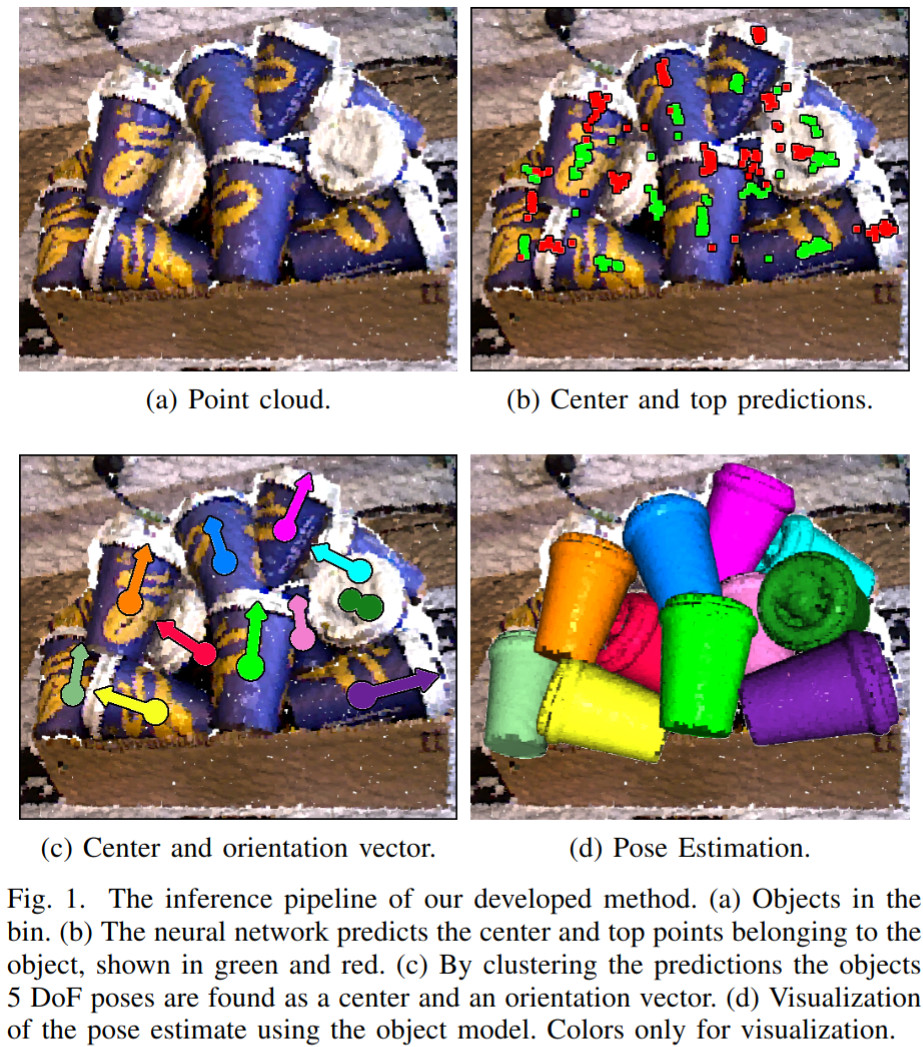 (a) Point cloud.
(b) Center and top predictions.
(c) Center and orientation vector.
(d) Pose Estimation.
Fig. 1. The inference pipeline of our developed method. (a) Objects in the
bin. (b) The neural network predicts the center and top points belonging to the
object, shown in green and red. (c) By clustering the predictions the objects
5 DoF poses are found as a center and an orientation vector. (d) Visualization
of the pose estimate using the object model. Colors only for visualization.